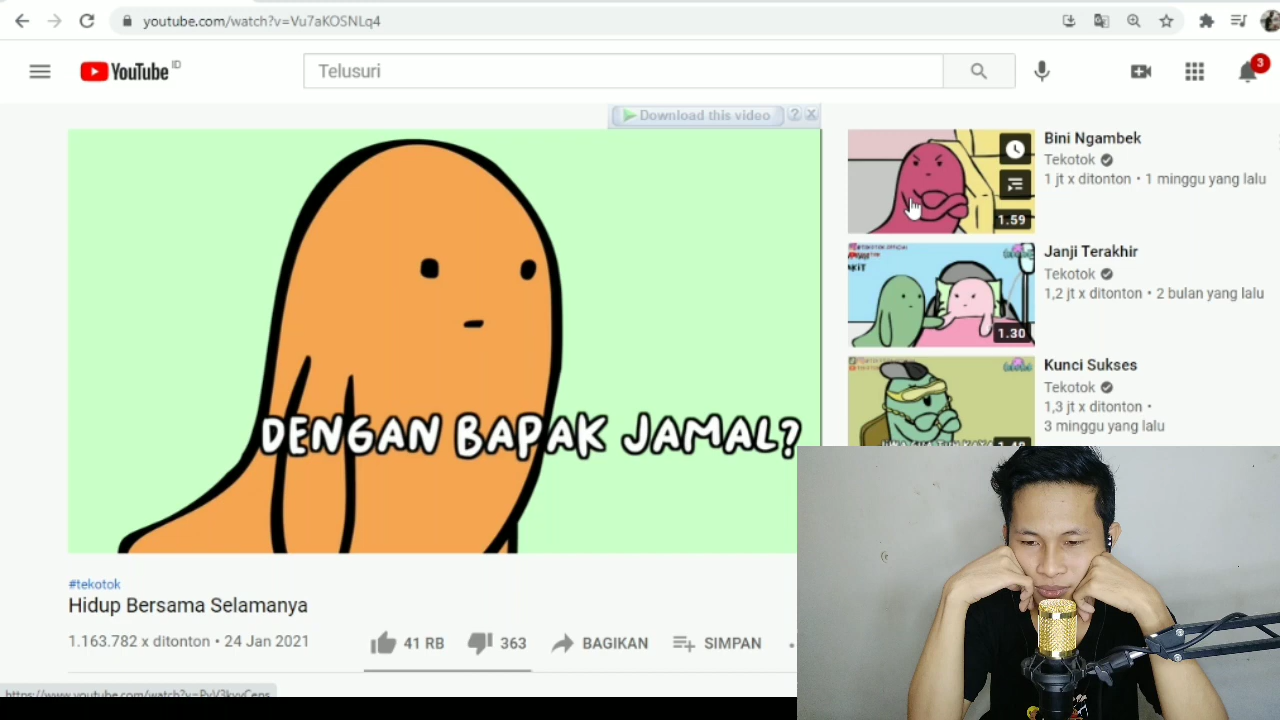 youtube.com/watch?v=Vu7aKOSNLq4
YouTube ID
Telusuri
3
Download this video
?
X
DENGAN BAPAK JAMAL?
#tekotok
Hidup Bersama Selamanya
1.163.782 x ditonton • 24 Jan 2021
41 RB
363
BAGIKAN
SIMPAN
1.59
Bini Ngambek
Tekotok
1 jt x ditonton • 1 minggu yang lalu
1.30
Janji Terakhir
Tekotok
1,2 jt x ditonton • 2 bulan yang lalu
Kunci Sukses
Tekotok
1,3 jt x ditonton •
3 minggu yang lalu